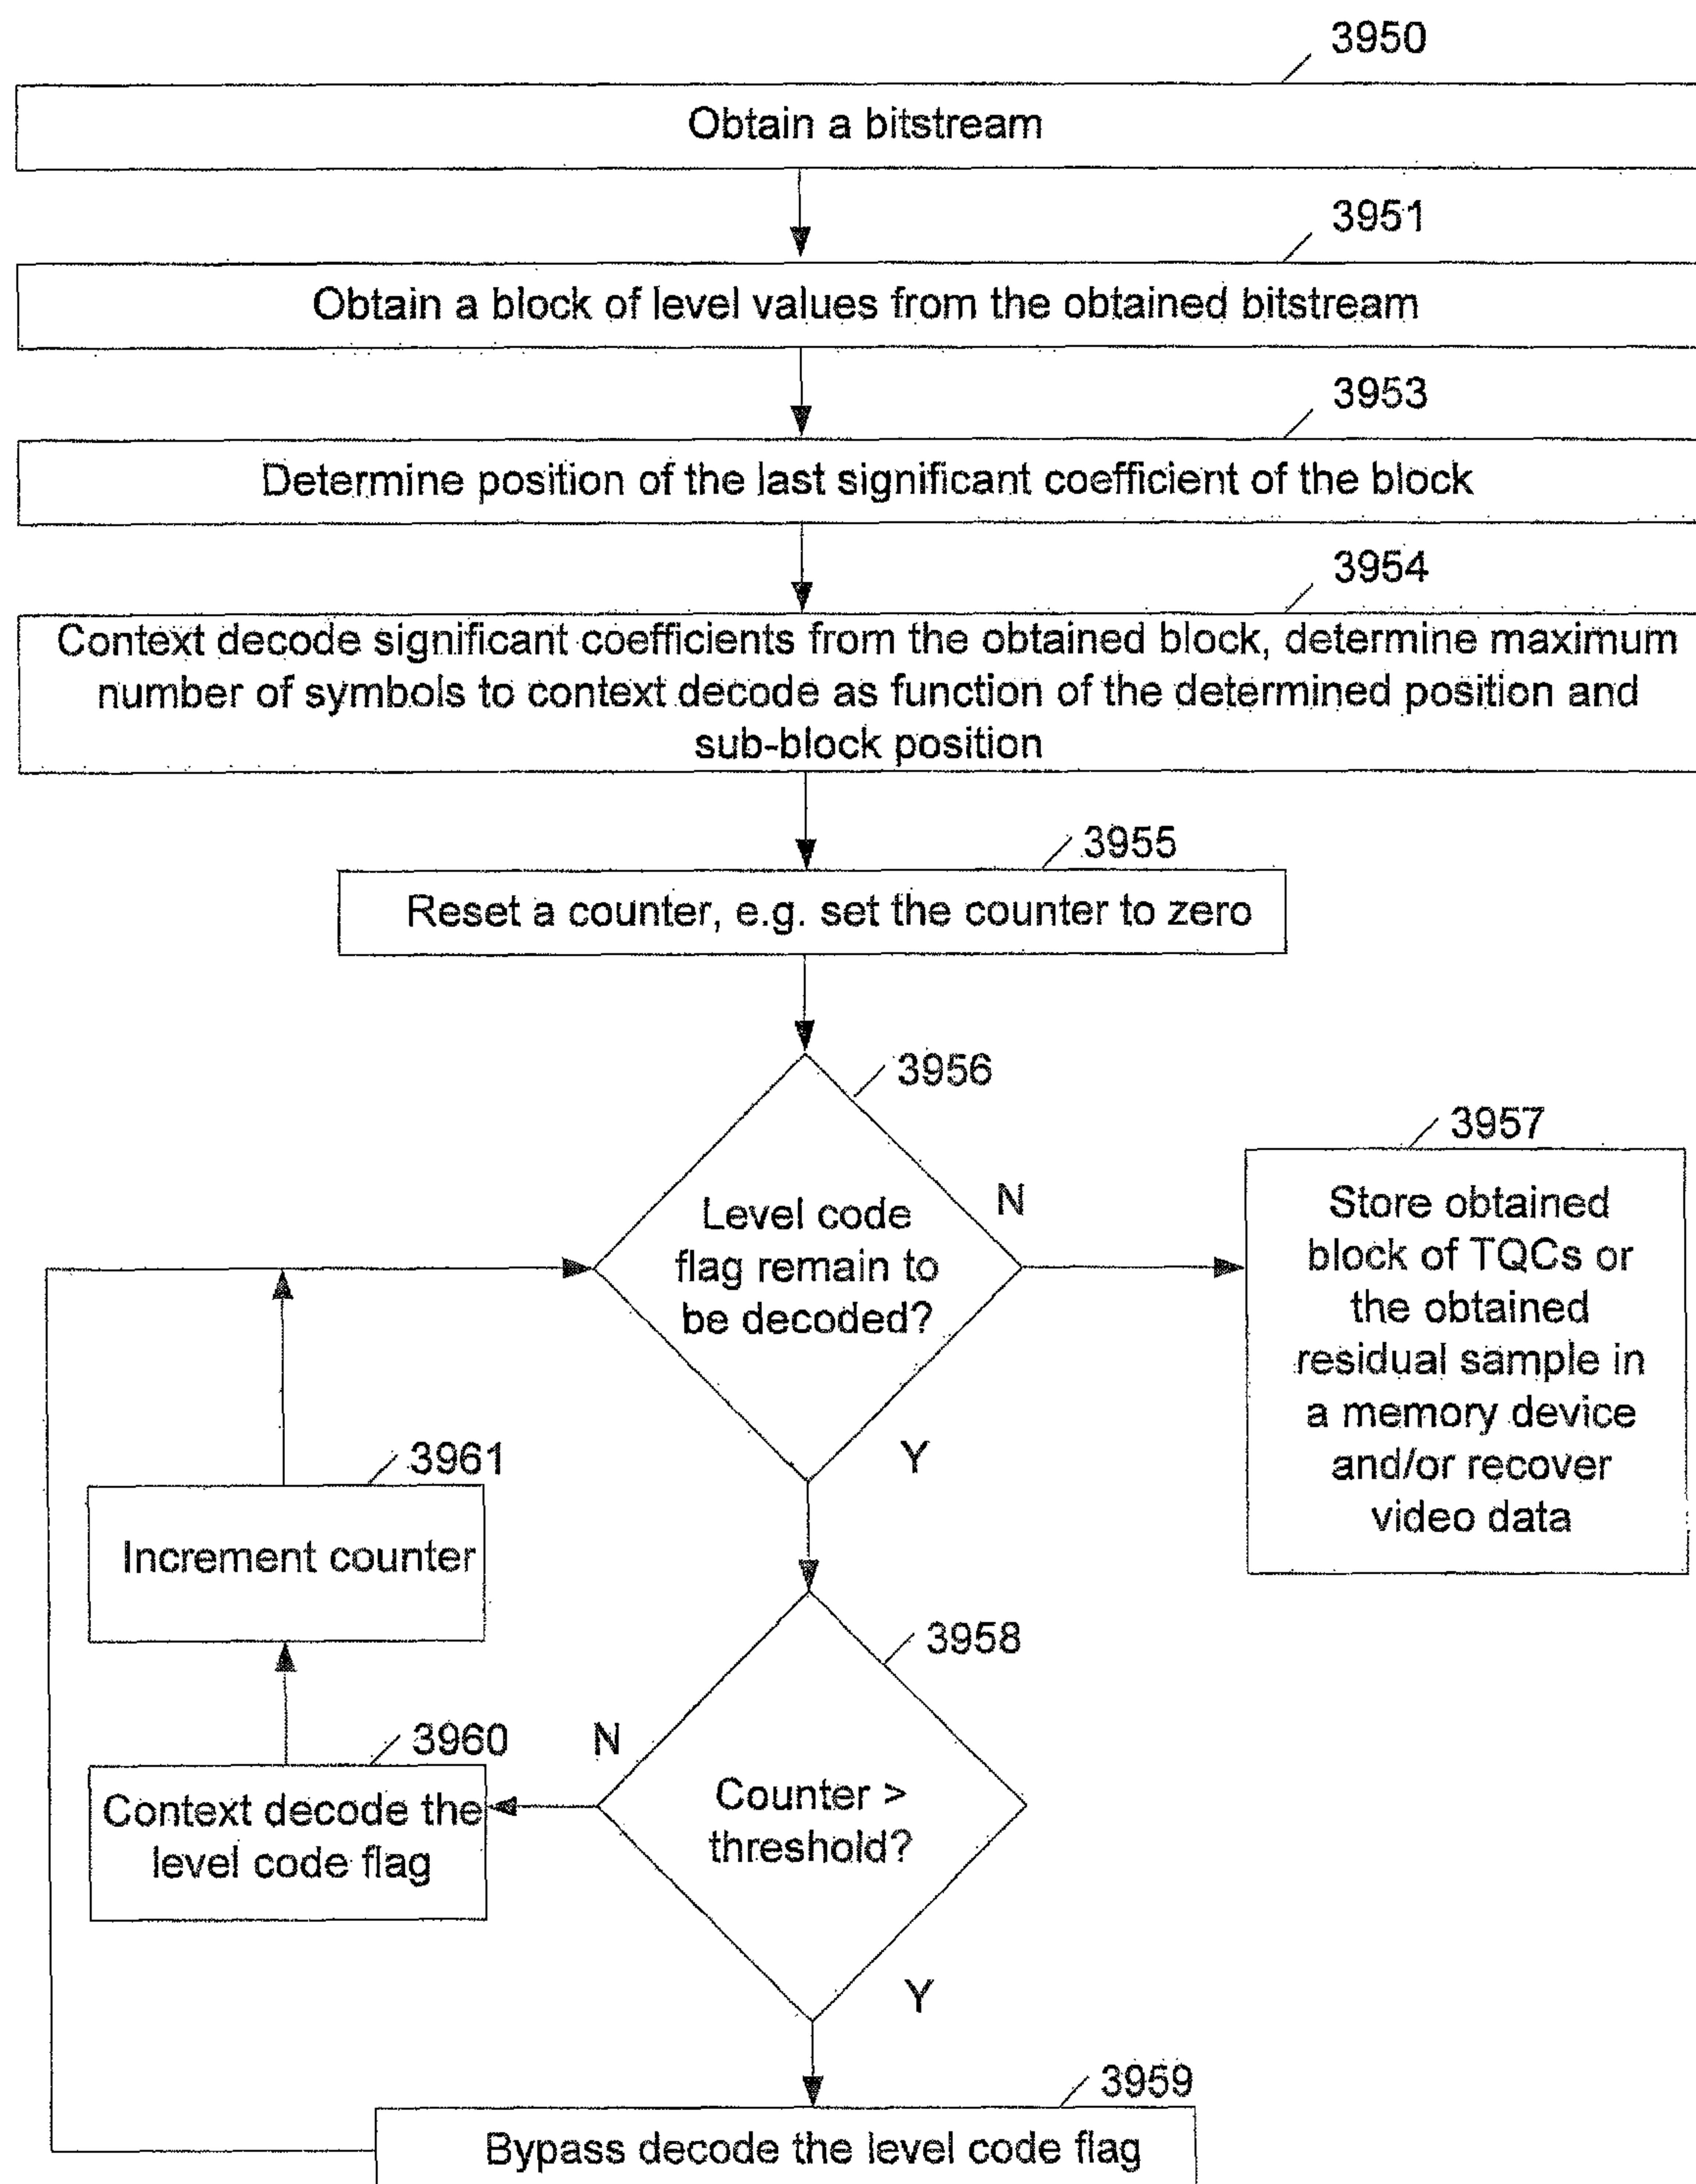 3950
Obtain a bitstream
3951
Obtain a block of level values from the obtained bitstream
3953
Determine position of the last significant coefficient of the block
3954
Context decode significant coefficients from the obtained block, determine maximum
number of symbols to context decode as function of the determined position and
sub-block position
3955
Reset a counter, e.g. set the counter to zero
3956
Level code
flag remain to
be decoded?
N
Y
3957
Store obtained
block of TQCs or
the obtained
residual sample in
a memory device
and/or recover
video data
3961
Increment counter
3958
Counter >
threshold?
N
Y
3960
Context decode the
level code flag
3959
Bypass decode the level code flag